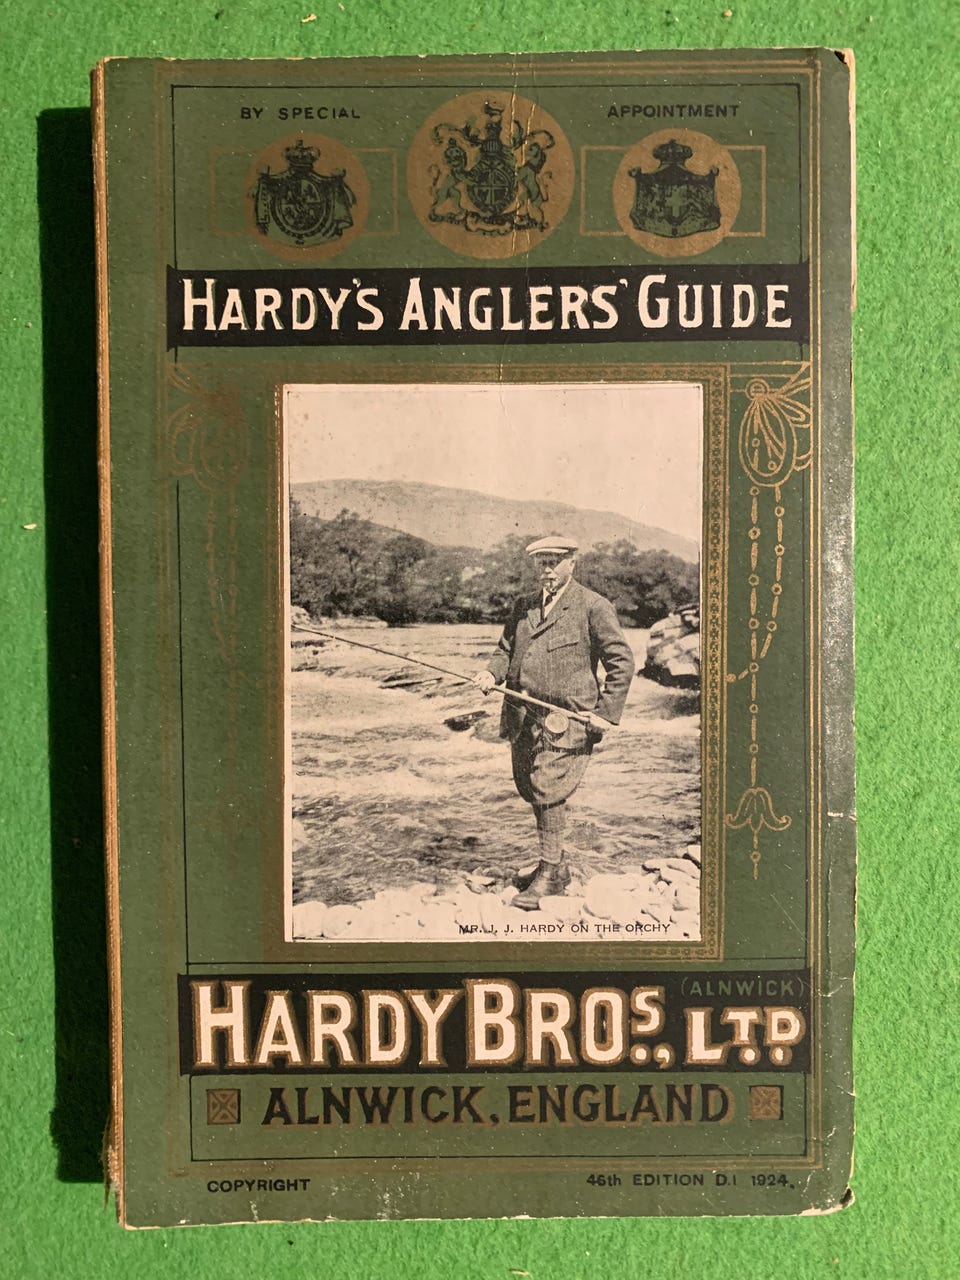 BY SPECIAL APPOINTMENT
HARDY'S ANGLERS' GUIDE
MR. J. J. HARDY ON THE ORCHY
HARDY BROS., (ALNWICK) LTD
ALNWICK, ENGLAND
COPYRIGHT 46th EDITION D.I 1924.